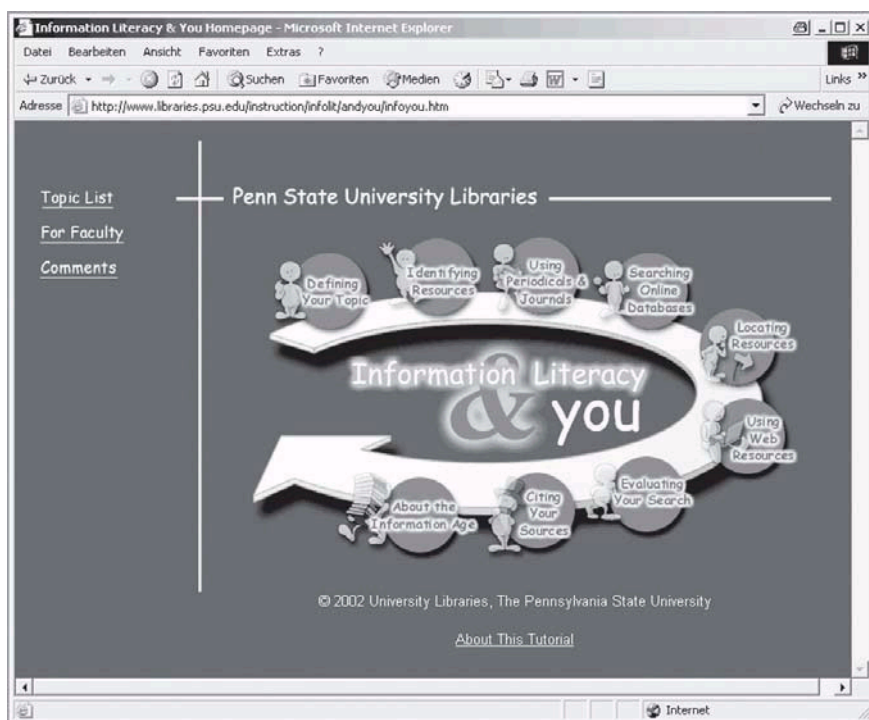 Information Literacy & You Homepage - Microsoft Internet Explorer
Datei Bearbeiten Ansicht Favoriten Extras ?
Zurück Suchen Favoriten Medien Links »
Adresse http://www.libraries.psu.edu/instruction/infolit/andyou/infoyou.htm Wechseln zu
Topic List
For Faculty
Comments
Penn State University Libraries
Defining
Your Topic
Identifying
Resources
Using
Periodicals &
Journals
Searching
Online
Databases
Locating
Resources
Using
Web
Resources
Evaluating
Your Search
Citing
Your
Sources
About the
Information Age
Information Literacy
& you
© 2002 University Libraries, The Pennsylvania State University
About This Tutorial
Internet